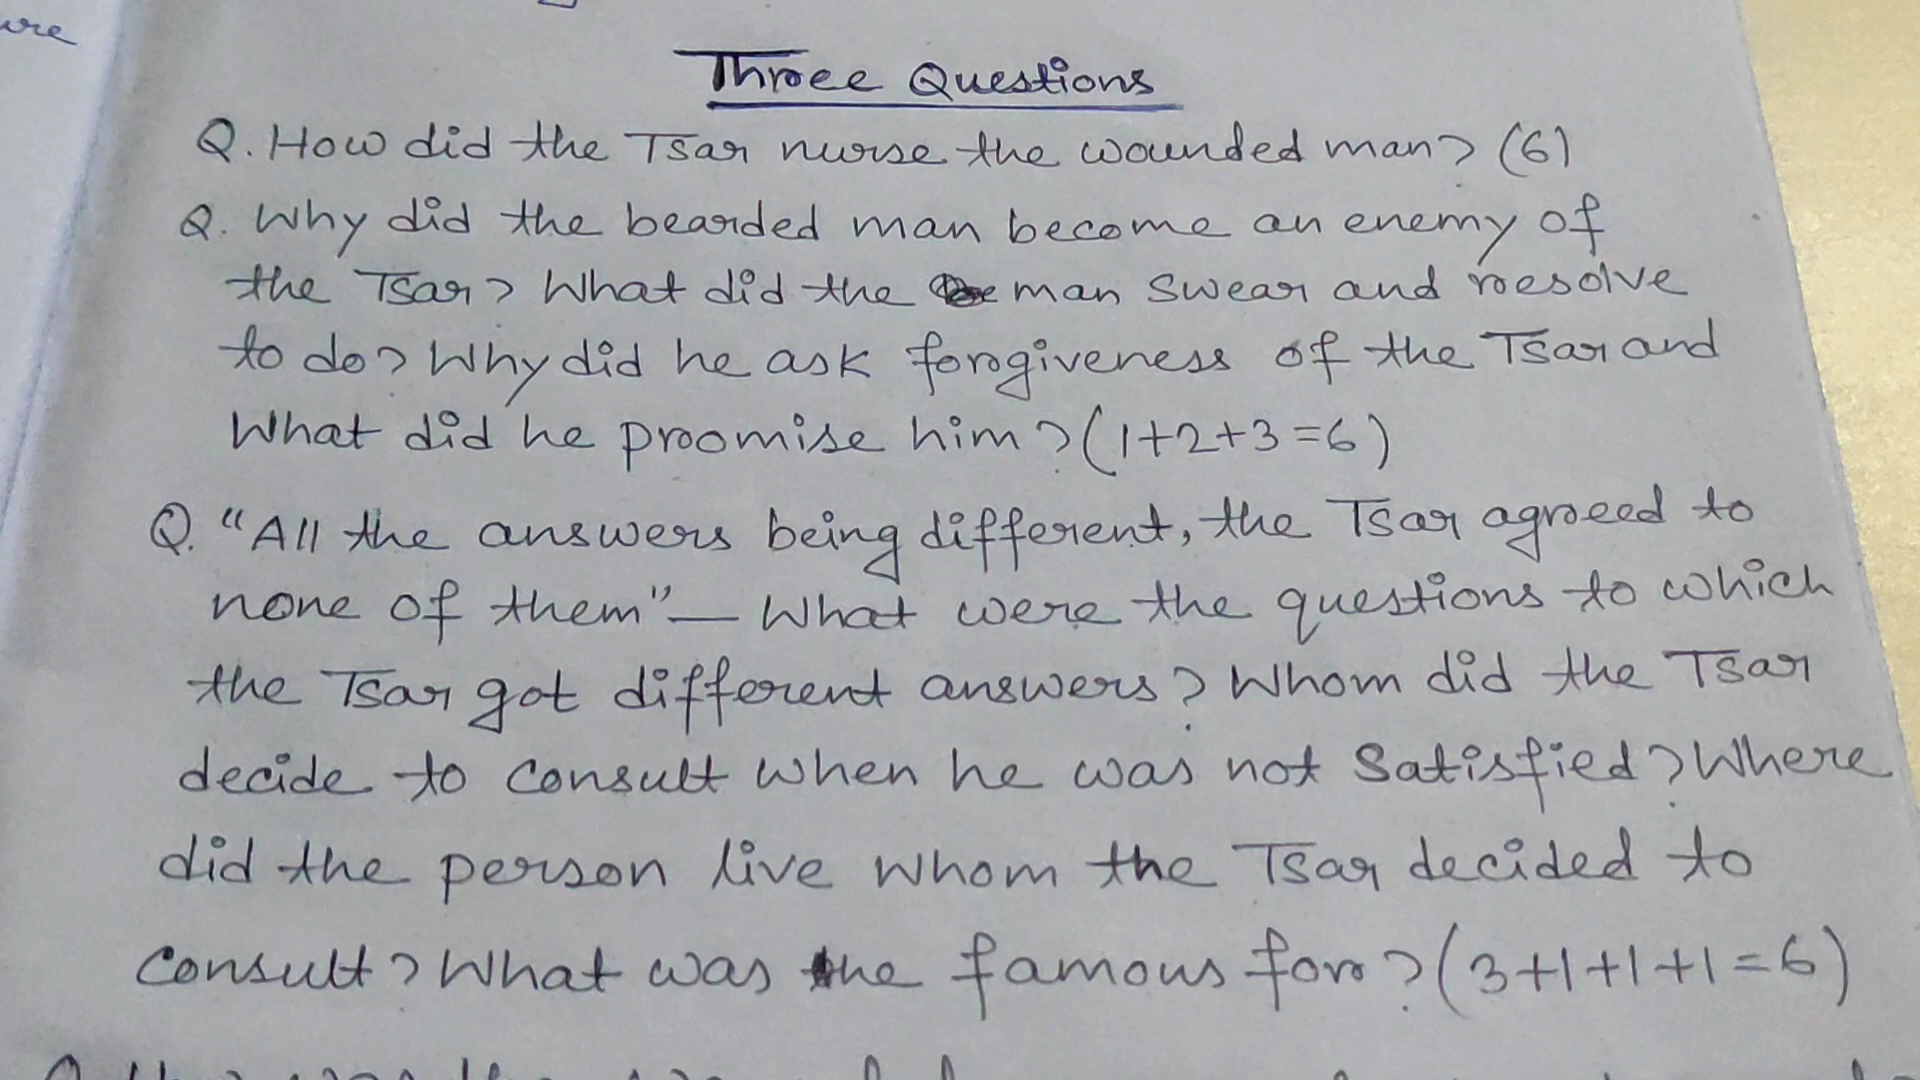 ure
Three Questions
Q. How did the Tsar nurse the wounded man? (6)
Q. Why did the bearded man become an enemy of
the Tsar? What did the man swear and resolve
to do? Why did he ask forgiveness of the Tsar and
What did he promise him? (1+2+3=6)
Q. "All the answers being different, the Tsar agreed to
none of them" — What were the questions to which
the Tsar got different answers? Whom did the Tsar
decide to consult when he was not satisfied? Where
did the person live whom the Tsar decided to
consult? What was the famous for? (3+1+1+1=6)